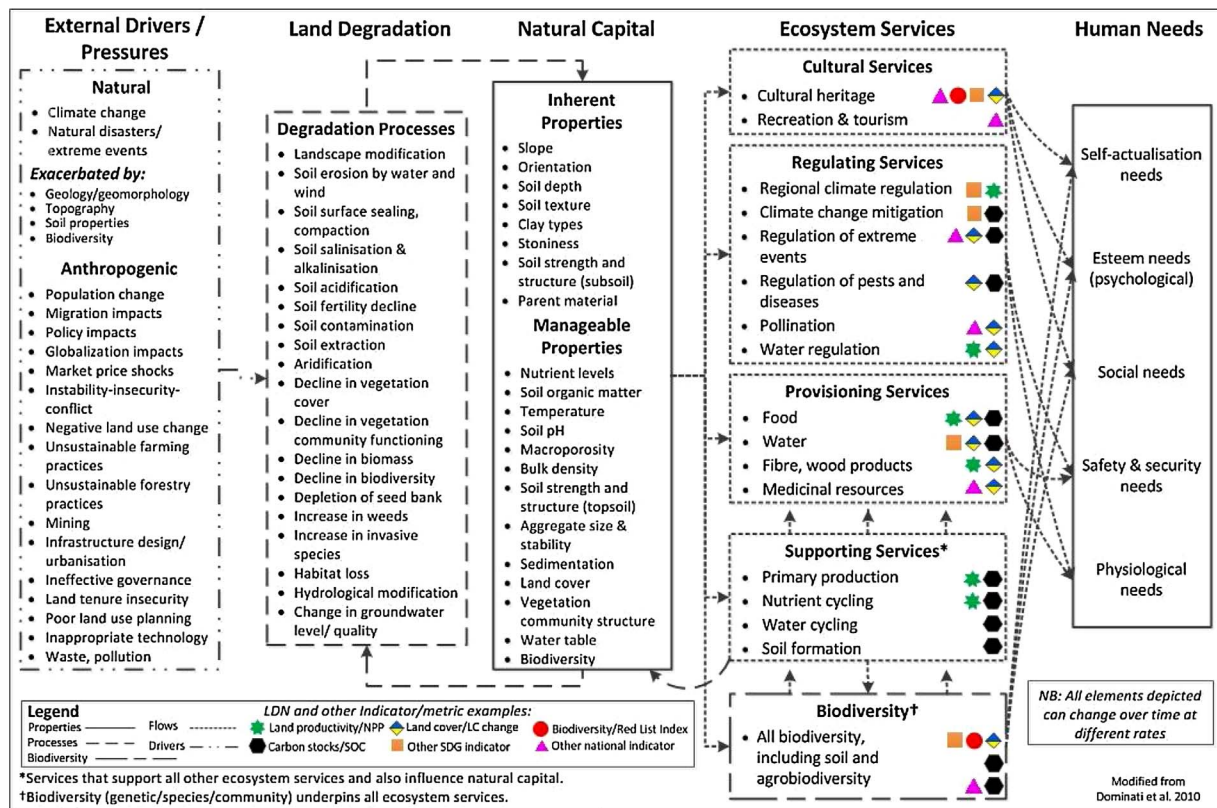 External Drivers /
Pressures
Natural
• Climate change
• Natural disasters/
extreme events
Exacerbated by:
• Geology/geomorphology
• Topography
• Soil properties
• Biodiversity
Anthropogenic
• Population change
• Migration impacts
• Policy impacts
• Globalization impacts
• Market price shocks
• Instability-insecurity-
conflict
• Negative land use change
• Unsustainable farming
practices
• Unsustainable forestry
practices
• Mining
• Infrastructure design/
urbanisation
• Ineffective governance
• Land tenure insecurity
• Poor land use planning
• Inappropriate technology
• Waste, pollution
Land Degradation
Degradation Processes
• Landscape modification
• Soil erosion by water and
wind
• Soil surface sealing,
compaction
• Soil salinisation &
alkalinisation
• Soil acidification
• Soil fertility decline
• Soil contamination
• Soil extraction
• Aridification
• Decline in vegetation
cover
• Decline in vegetation
community functioning
• Decline in biomass
• Decline in biodiversity
• Depletion of seed bank
• Increase in weeds
• Increase in invasive
species
• Habitat loss
• Hydrological modification
• Change in groundwater
level/ quality
Natural Capital
Inherent
Properties
• Slope
• Orientation
• Soil depth
• Soil texture
• Clay types
• Stoniness
• Soil strength and
structure (subsoil)
• Parent material
Manageable
Properties
• Nutrient levels
• Soil organic matter
• Temperature
• Soil pH
• Macroporosity
• Bulk density
• Soil strength and
structure (topsoil)
• Aggregate size &
stability
• Sedimentation
• Land cover
• Vegetation
community structure
• Water table
• Biodiversity
Ecosystem Services
Cultural Services
• Cultural heritage
• Recreation & tourism
Regulating Services
• Regional climate regulation
• Climate change mitigation
• Regulation of extreme
events
• Regulation of pests and
diseases
• Pollination
• Water regulation
Provisioning Services
• Food
• Water
• Fibre, wood products
• Medicinal resources
Supporting Services*
• Primary production
• Nutrient cycling
• Water cycling
• Soil formation
Biodiversity†
• All biodiversity,
including soil and
agrobiodiversity
Human Needs
Self-actualisation
needs
Esteem needs
(psychological)
Social needs
Safety & security
needs
Physiological
needs
NB: All elements depicted
can change over time at
different rates
Modified from
Dominati et al. 2010
Legend
Properties
Processes
Biodiversity
Flows
Drivers
LDN and other Indicator/metric examples:
Land productivity/NPP
Land cover/LC change
Biodiversity/Red List Index
Carbon stocks/SOC
Other SDG indicator
Other national indicator
*Services that support all other ecosystem services and also influence natural capital.
†Biodiversity (genetic/species/community) underpins all ecosystem services.